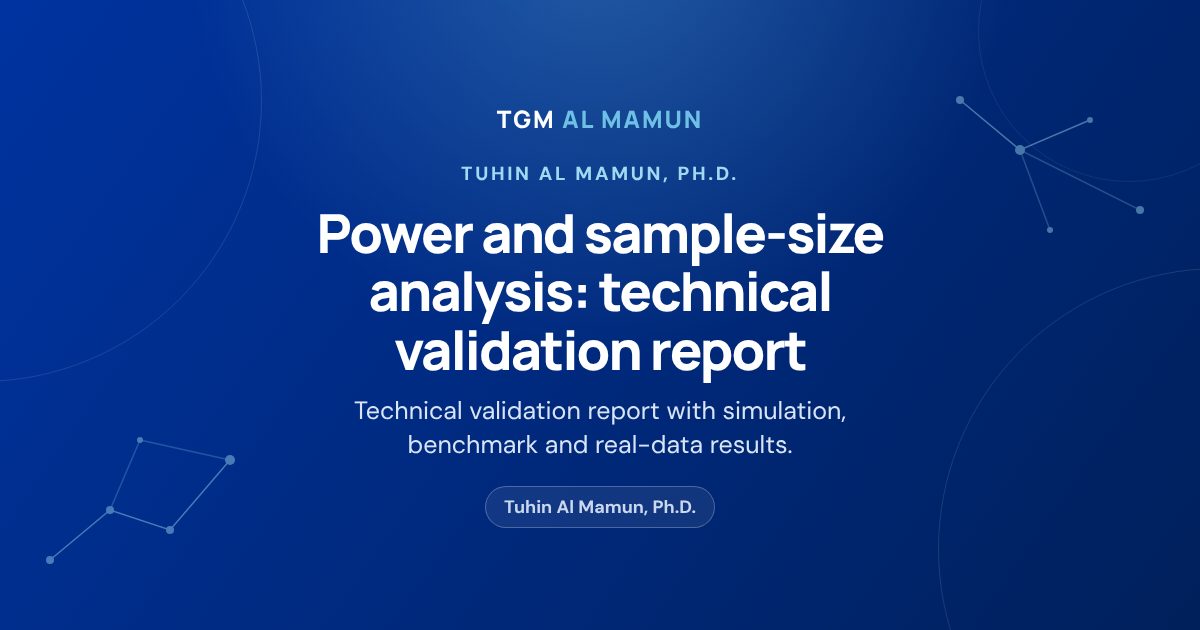 TGM AL MAMUN
TUHIN AL MAMUN, PH.D.
Power and sample-size
analysis: technical
validation report
Technical validation report with simulation,
benchmark and real-data results.
Tuhin Al Mamun, Ph.D.